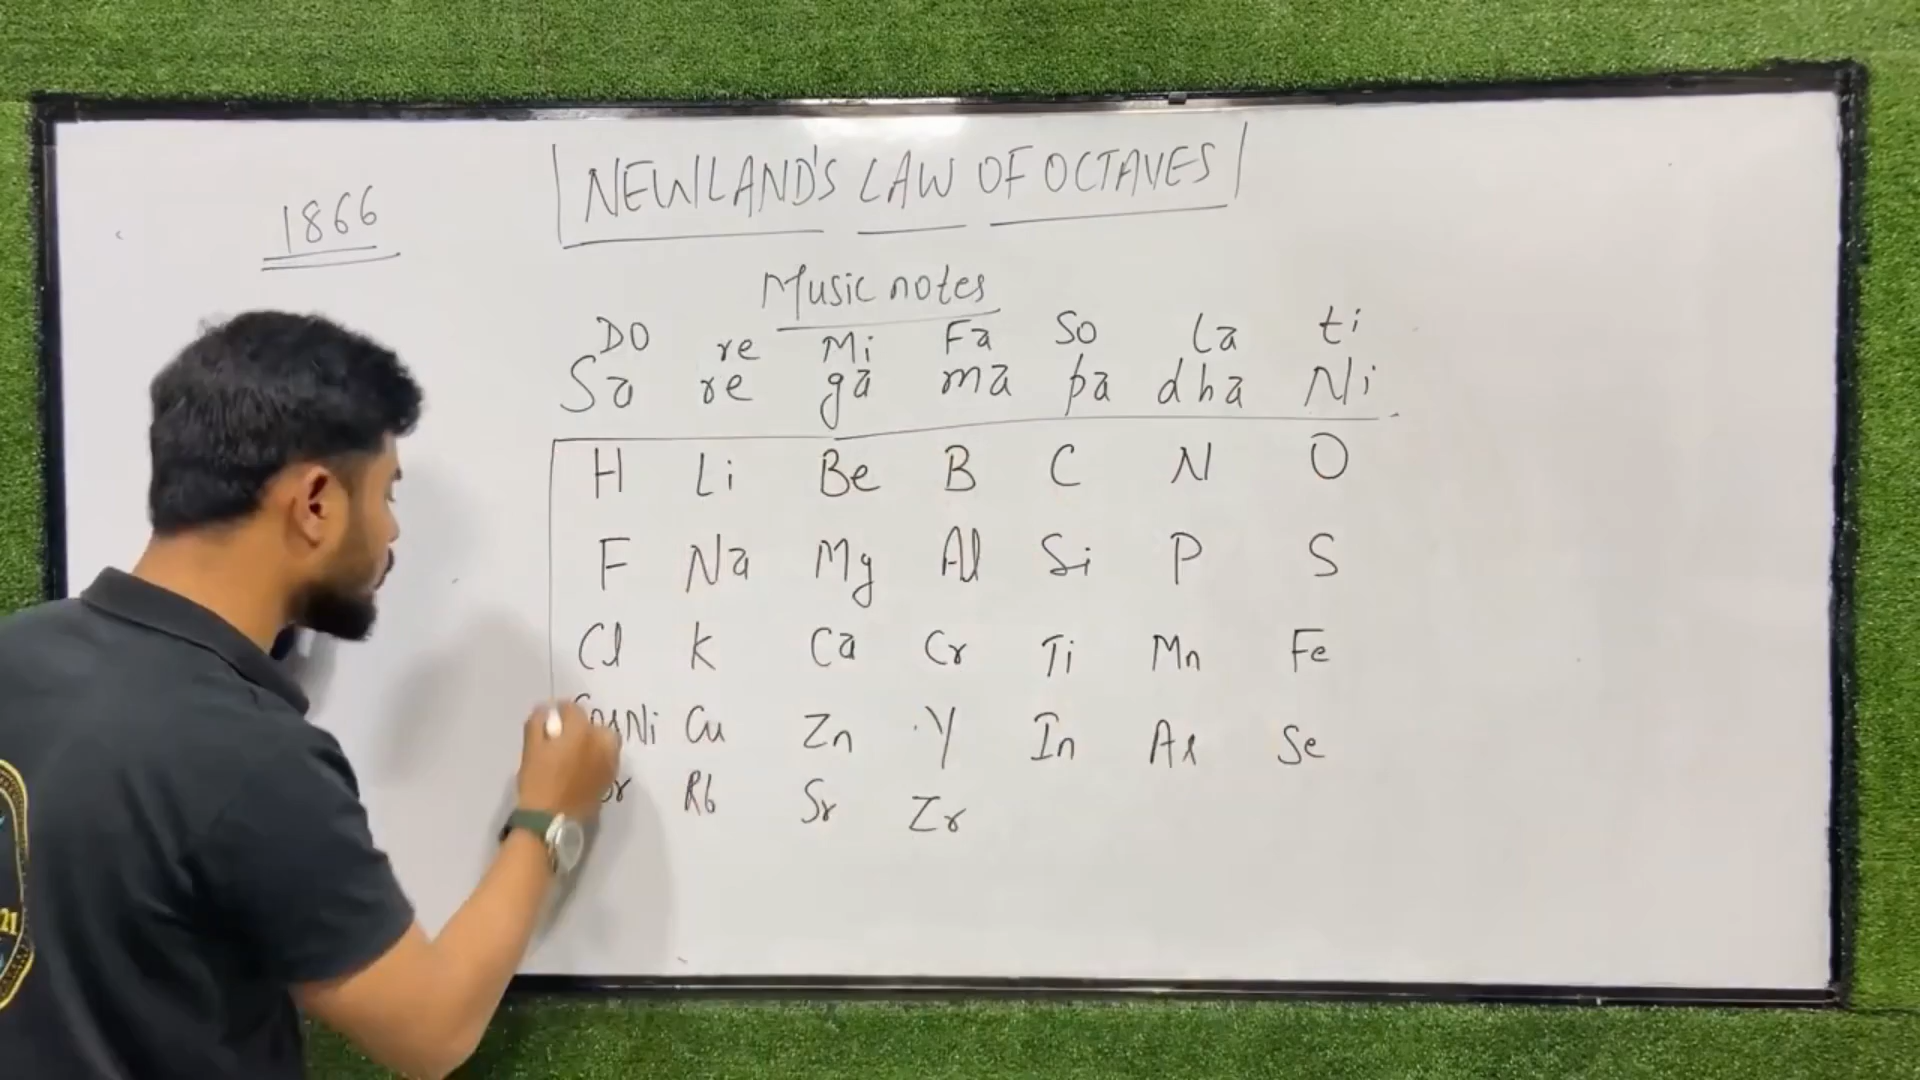 NEWLAND'S LAW OF OCTAVES
1866
Music notes
DO re Mi Fa So La ti
Sa re ga ma pa dha Ni
H Li Be B C N O
F Na Mg Al Si P S
Cl K Ca Cr Ti Mn Fe
Ni Cu Zn Y In As Se
Rb Sr Zr
21